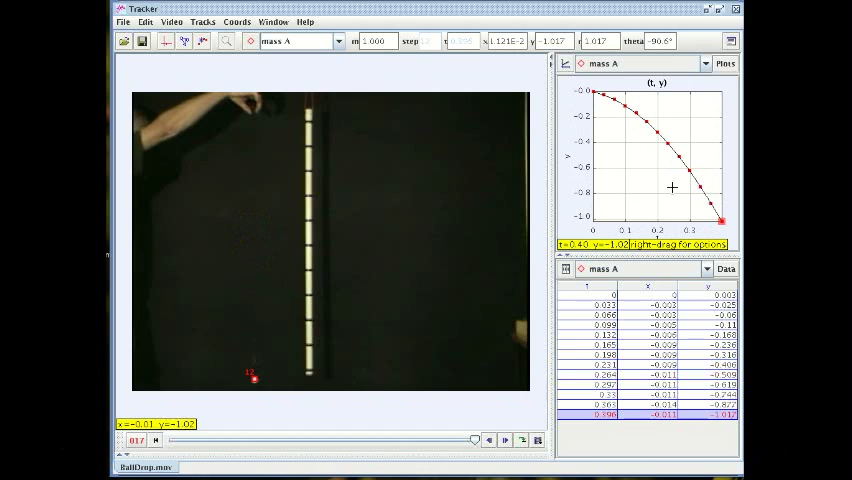 Tracker
File Edit Video Tracks Coords Window Help
mass A m 1.000 step 12 t 0.396 x 1.121E-2 y -1.017 r 1.017 theta -90.6°
mass A Plots
(t, y)
-0.0
-0.2
-0.4
y
-0.6
-0.8
-1.0
0 0.1 0.2 0.3
t=0.40 y=-1.02 right-drag for options
mass A Data
t x y
0 0 0.003
0.033 -0.003 -0.025
0.066 -0.003 -0.06
0.099 -0.005 -0.11
0.132 -0.006 -0.168
0.165 -0.009 -0.236
0.198 -0.009 -0.316
0.231 -0.009 -0.406
0.264 -0.011 -0.509
0.297 -0.011 -0.619
0.33 -0.011 -0.744
0.363 -0.014 -0.877
0.396 -0.011 -1.017
12
x=-0.01 y=-1.02
017
BallDrop.mov